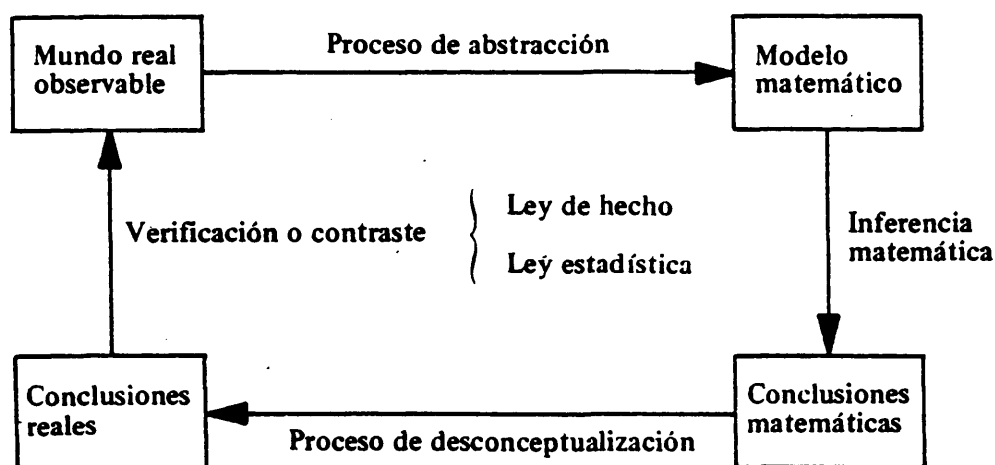 Mundo real
observable
Proceso de abstracción
Modelo
matemático
Verificación o contraste
Ley de hecho
Ley estadística
Inferencia
matemática
Conclusiones
reales
Proceso de desconceptualización
Conclusiones
matemáticas